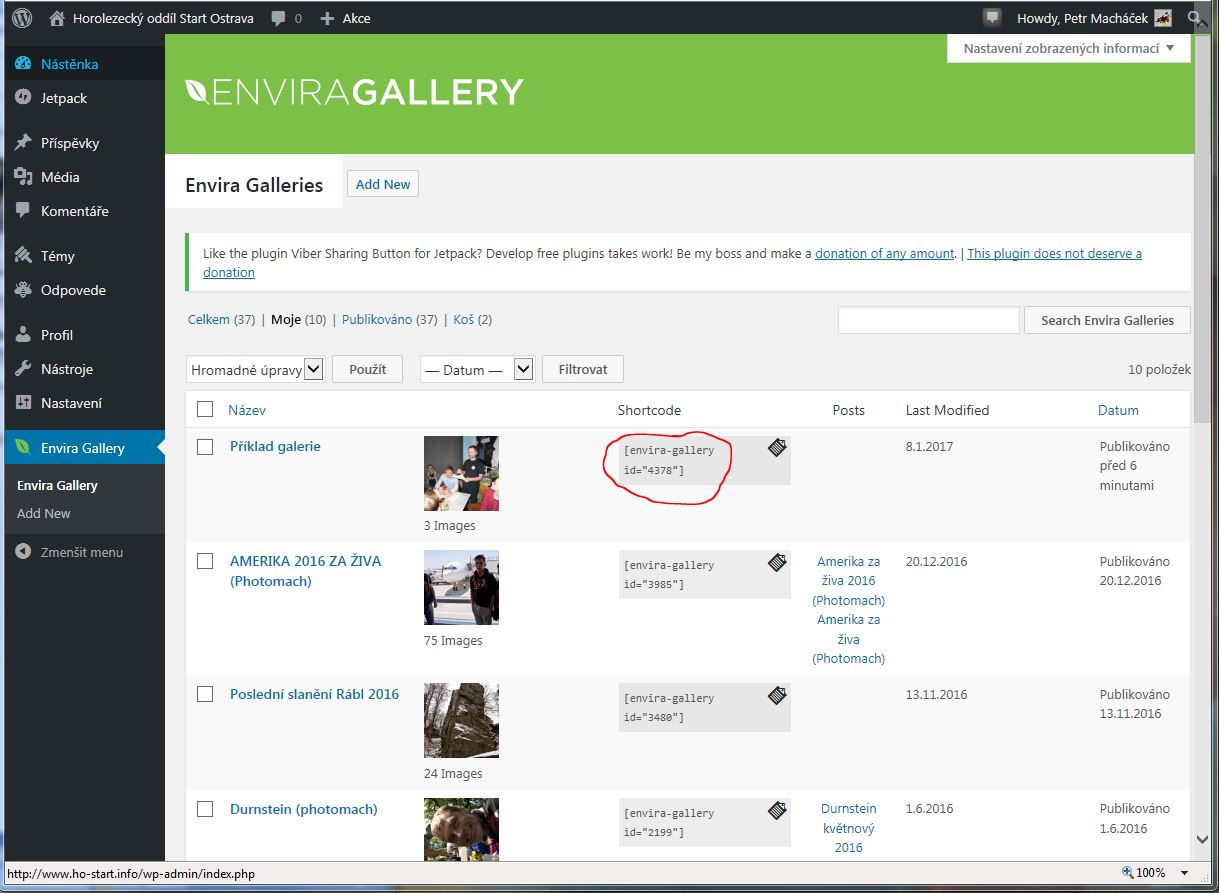 Horolezecký oddíl Start Ostrava 0 + Akce Howdy, Petr Macháček
Nastavení zobrazených informací ▼
Nástěnka
Jetpack
Příspěvky
Média
Komentáře
Témy
Odpovede
Profil
Nástroje
Nastavení
Envira Gallery
Envira Gallery
Add New
Zmenšit menu
ENVIRAGALLERY
Envira Galleries Add New
Like the plugin Viber Sharing Button for Jetpack? Develop free plugins takes work! Be my boss and make a donation of any amount. | This plugin does not deserve a
donation
Celkem (37) | Moje (10) | Publikováno (37) | Koš (2) Search Envira Galleries
Hromadné úpravy Použít — Datum — Filtrovat 10 položek
Název Shortcode Posts Last Modified Datum
Příklad galerie
3 Images
[envira-gallery
id="4378"]
8.1.2017
Publikováno
před 6
minutami
AMERIKA 2016 ZA ŽIVA
(Photomach)
75 Images
[envira-gallery
id="3985"]
Amerika za
živa 2016
(Photomach)
Amerika za
živa
(Photomach)
20.12.2016
Publikováno
20.12.2016
Poslední slanění Rábl 2016
24 Images
[envira-gallery
id="3480"]
13.11.2016
Publikováno
13.11.2016
Durnstein (photomach)
[envira-gallery
id="2199"]
Durnstein
květnový
2016
1.6.2016
Publikováno
1.6.2016
http://www.ho-start.info/wp-admin/index.php 100%